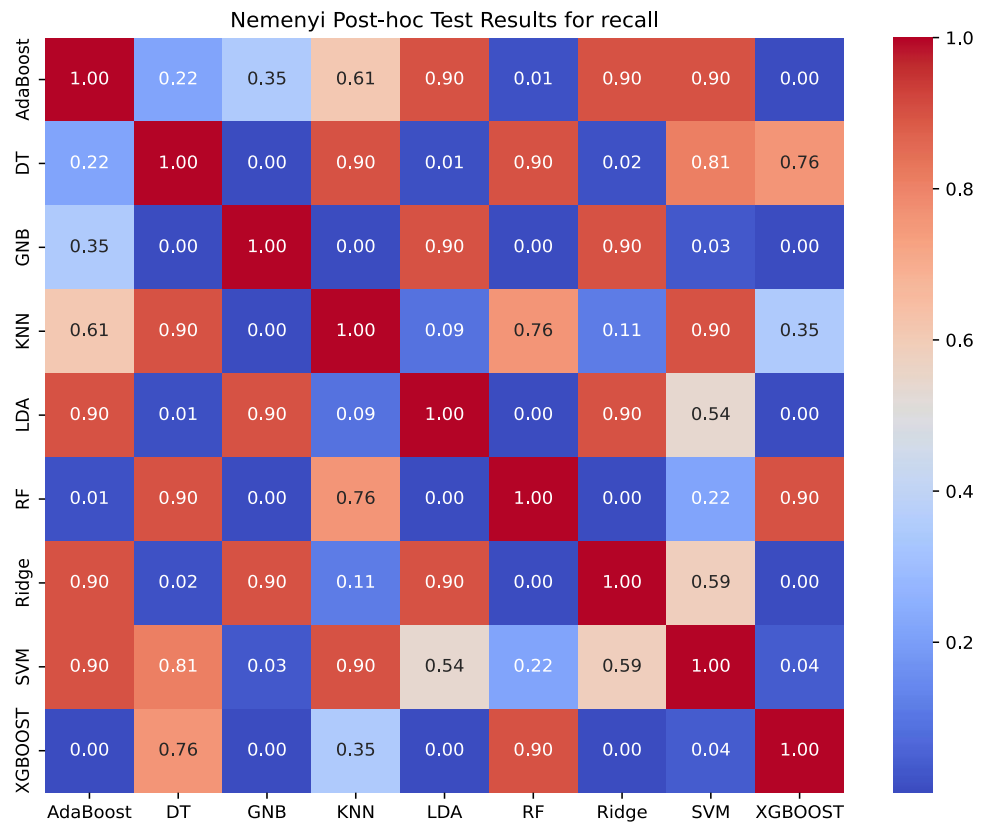 Nemenyi Post-hoc Test Results for recall
AdaBoost 1.00 0.22 0.35 0.61 0.90 0.01 0.90 0.90 0.00
DT 0.22 1.00 0.00 0.90 0.01 0.90 0.02 0.81 0.76
GNB 0.35 0.00 1.00 0.00 0.90 0.00 0.90 0.03 0.00
KNN 0.61 0.90 0.00 1.00 0.09 0.76 0.11 0.90 0.35
LDA 0.90 0.01 0.90 0.09 1.00 0.00 0.90 0.54 0.00
RF 0.01 0.90 0.00 0.76 0.00 1.00 0.00 0.22 0.90
Ridge 0.90 0.02 0.90 0.11 0.90 0.00 1.00 0.59 0.00
SVM 0.90 0.81 0.03 0.90 0.54 0.22 0.59 1.00 0.04
XGBOOST 0.00 0.76 0.00 0.35 0.00 0.90 0.00 0.04 1.00
AdaBoost DT GNB KNN LDA RF Ridge SVM XGBOOST
1.0
0.8
0.6
0.4
0.2